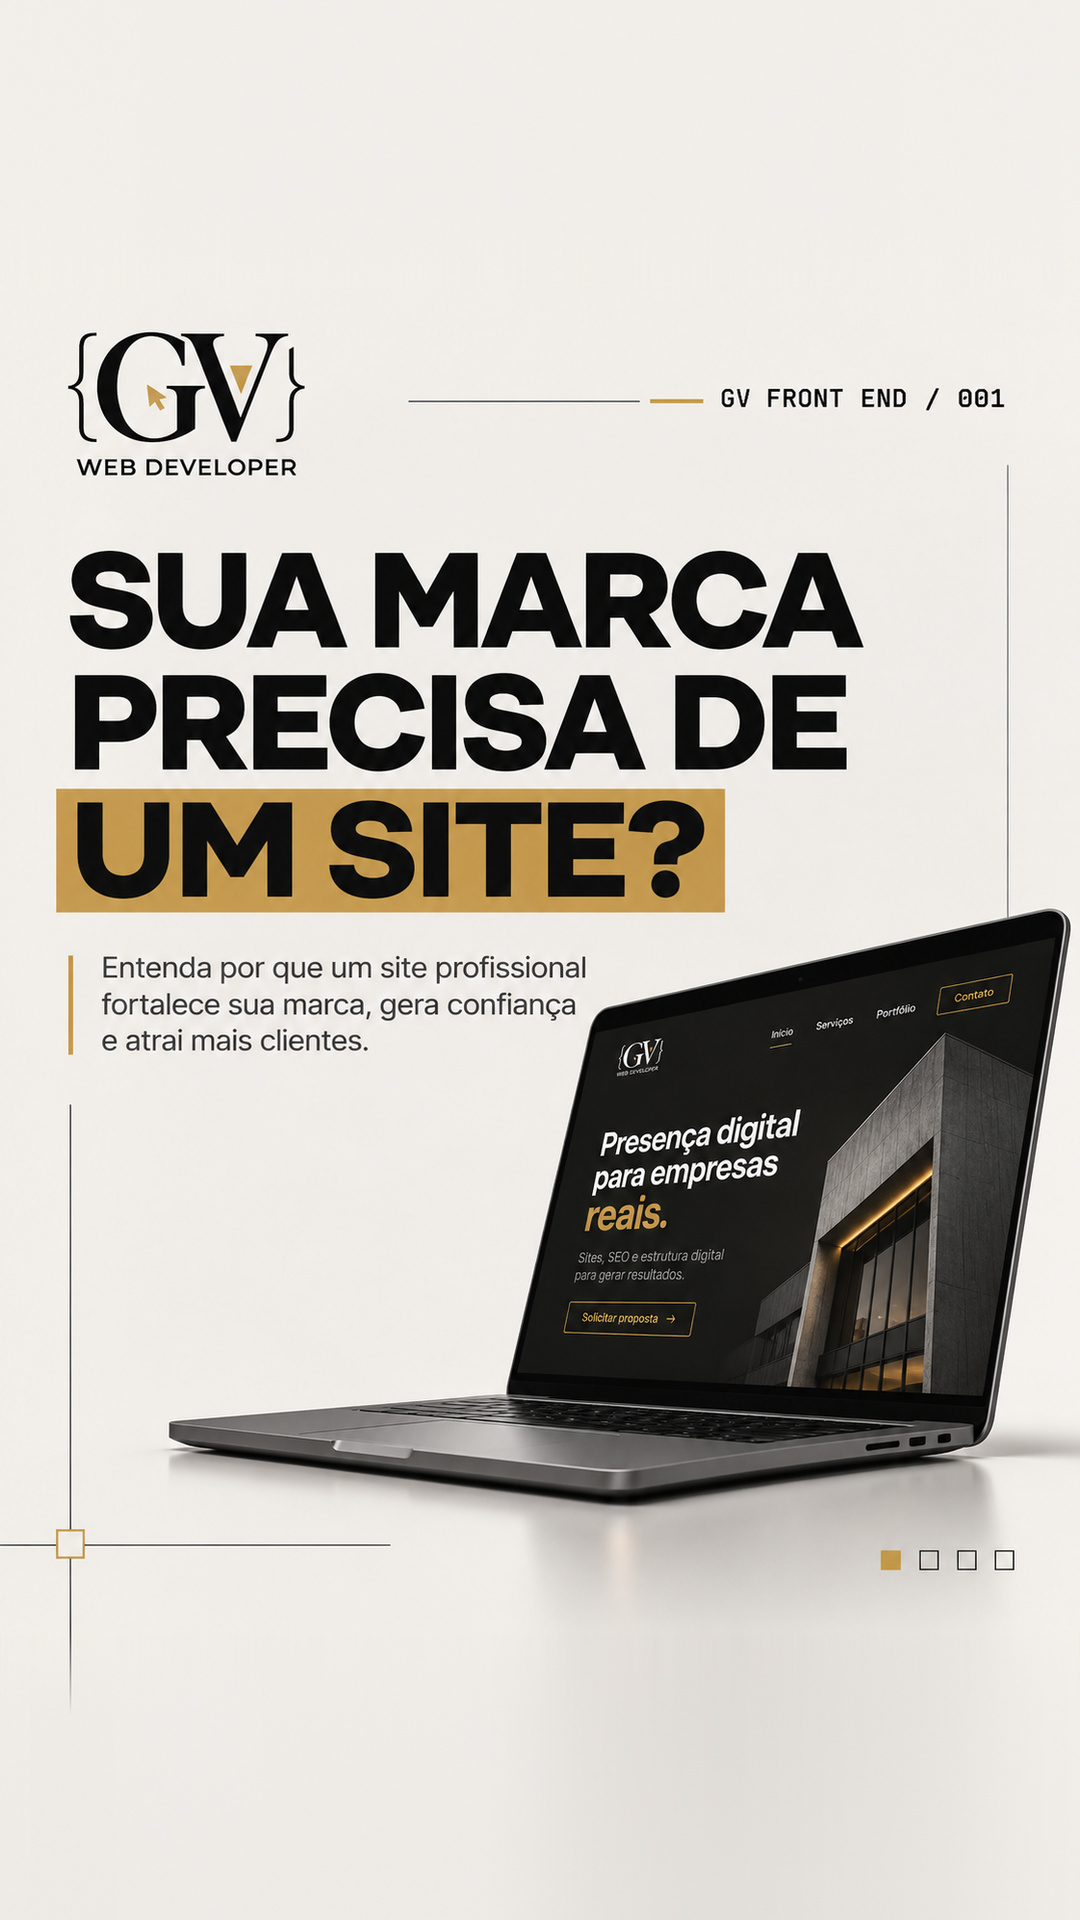 {GV}
WEB DEVELOPER
GV FRONT END / 001
SUA MARCA
PRECISA DE
UM SITE?
Entenda por que um site profissional
fortalece sua marca, gera confiança
e atrai mais clientes.
{GV}
WEB DEVELOPER
Início Serviços Portfólio Contato
Presença digital
para empresas
reais.
Sites, SEO e estrutura digital
para gerar resultados.
Solicitar proposta →